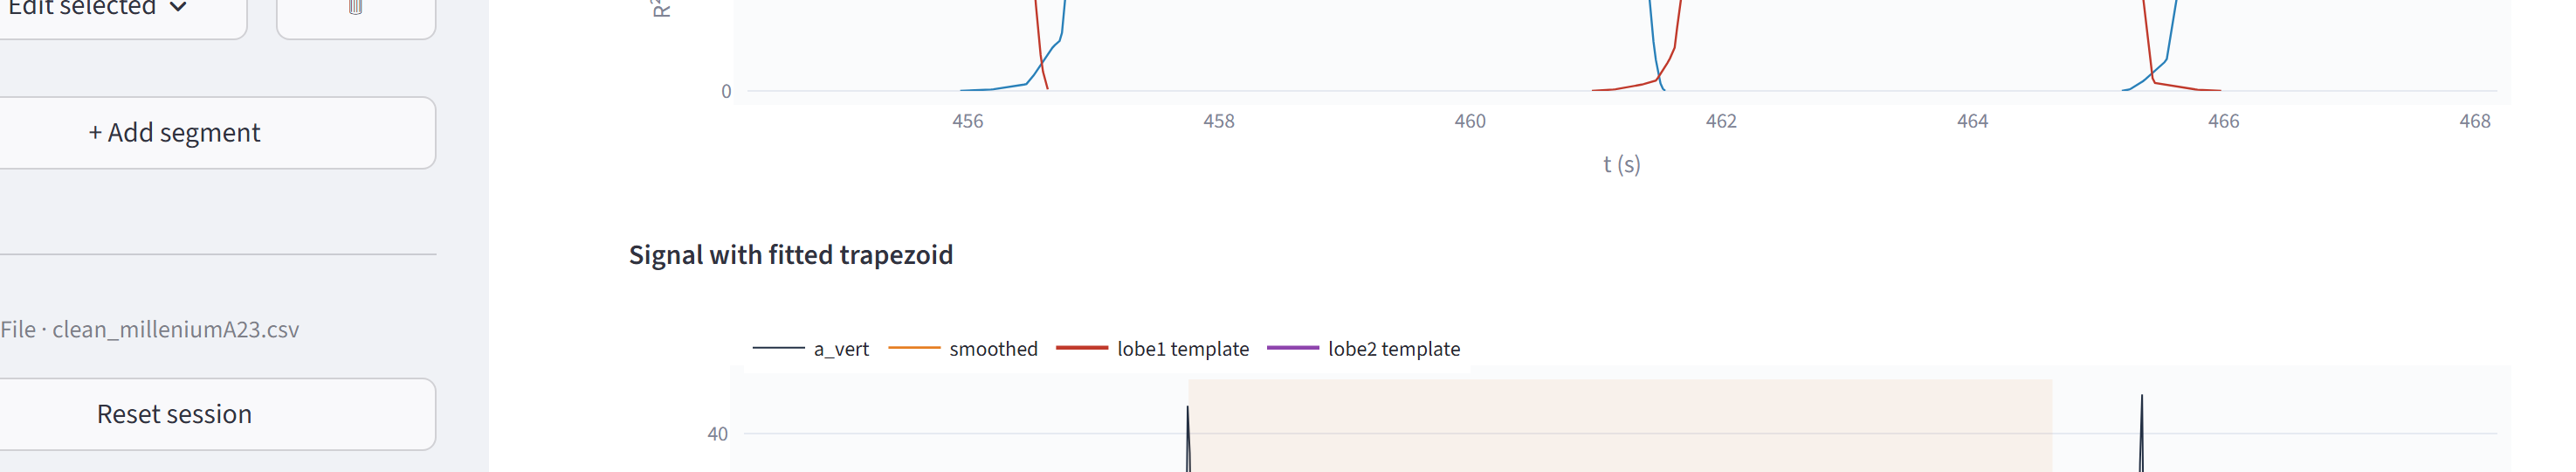 Edit selected
+ Add segment
File · clean_milleniumA23.csv
Reset session
R²
0
456 458 460 462 464 466 468
t (s)
Signal with fitted trapezoid
a_vert smoothed lobe1 template lobe2 template
40